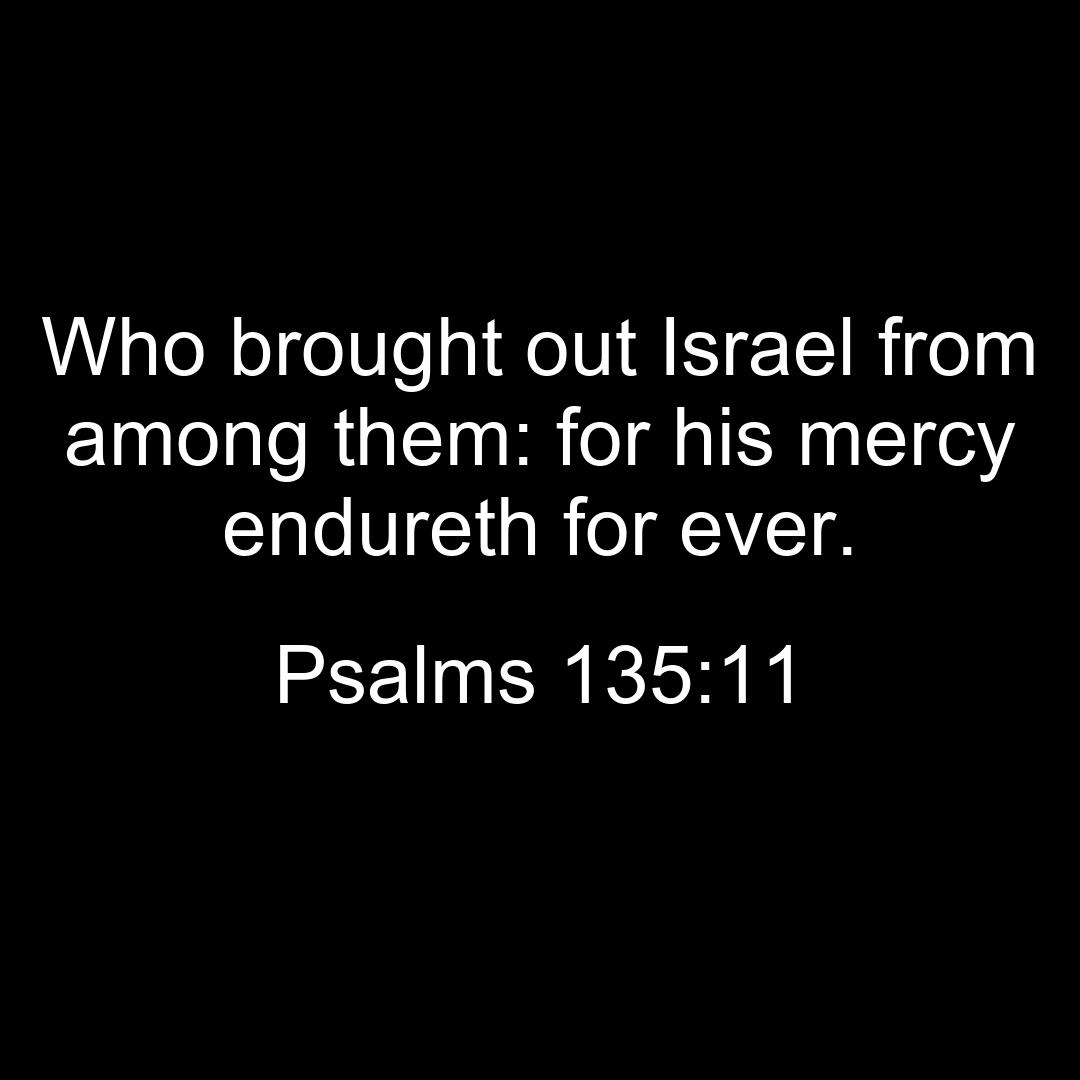 Who brought out Israel from
among them: for his mercy
endureth for ever.
Psalms 135:11